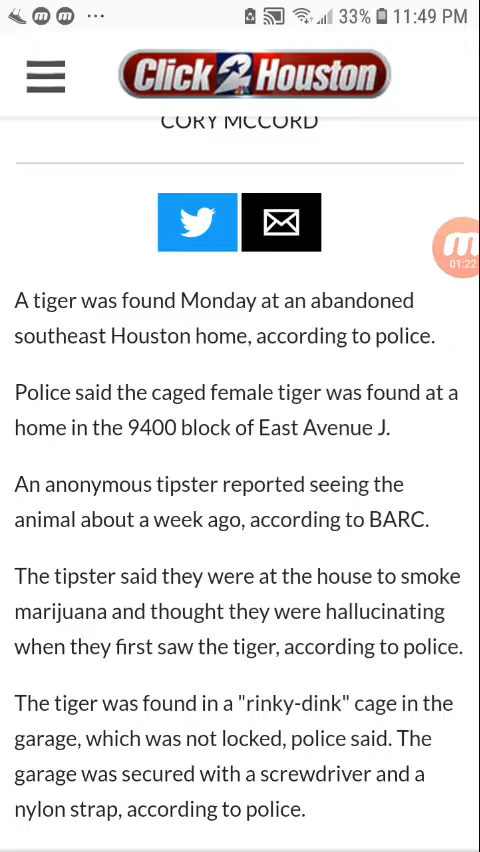 33% 11:49 PM
Click 2 Houston
CORY MCCORD
01:22
A tiger was found Monday at an abandoned
southeast Houston home, according to police.
Police said the caged female tiger was found at a
home in the 9400 block of East Avenue J.
An anonymous tipster reported seeing the
animal about a week ago, according to BARC.
The tipster said they were at the house to smoke
marijuana and thought they were hallucinating
when they first saw the tiger, according to police.
The tiger was found in a "rinky-dink" cage in the
garage, which was not locked, police said. The
garage was secured with a screwdriver and a
nylon strap, according to police.